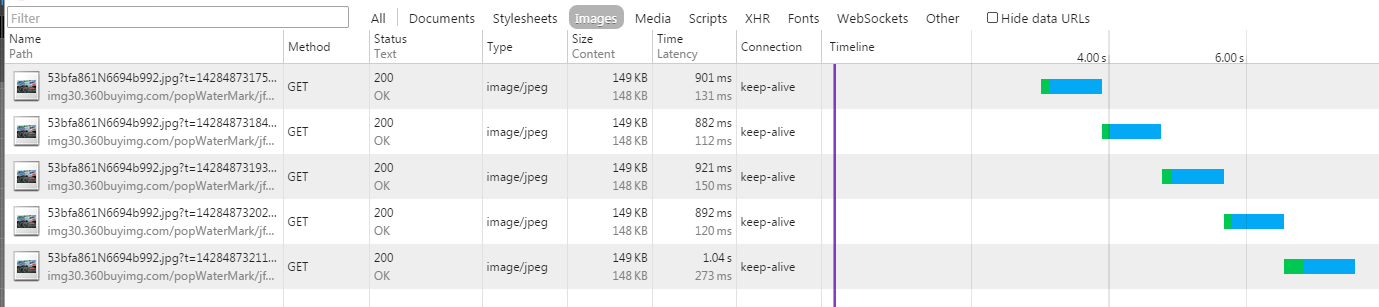 Filter All Documents Stylesheets Images Media Scripts XHR Fonts WebSockets Other Hide data URLs
Name Method Status Type Size Time Connection Timeline
Path Text Content Latency 4.00 s 6.00 s
53bfa861N6694b992.jpg?t=14284873175... GET 200 image/jpeg 149 KB 901 ms keep-alive
img30.360buyimg.com/popWaterMark/jf... OK 148 KB 131 ms
53bfa861N6694b992.jpg?t=14284873184... GET 200 image/jpeg 149 KB 882 ms keep-alive
img30.360buyimg.com/popWaterMark/jf... OK 148 KB 112 ms
53bfa861N6694b992.jpg?t=14284873193... GET 200 image/jpeg 149 KB 921 ms keep-alive
img30.360buyimg.com/popWaterMark/jf... OK 148 KB 150 ms
53bfa861N6694b992.jpg?t=14284873202... GET 200 image/jpeg 149 KB 892 ms keep-alive
img30.360buyimg.com/popWaterMark/jf... OK 148 KB 120 ms
53bfa861N6694b992.jpg?t=14284873211... GET 200 image/jpeg 149 KB 1.04 s keep-alive
img30.360buyimg.com/popWaterMark/jf... OK 148 KB 273 ms